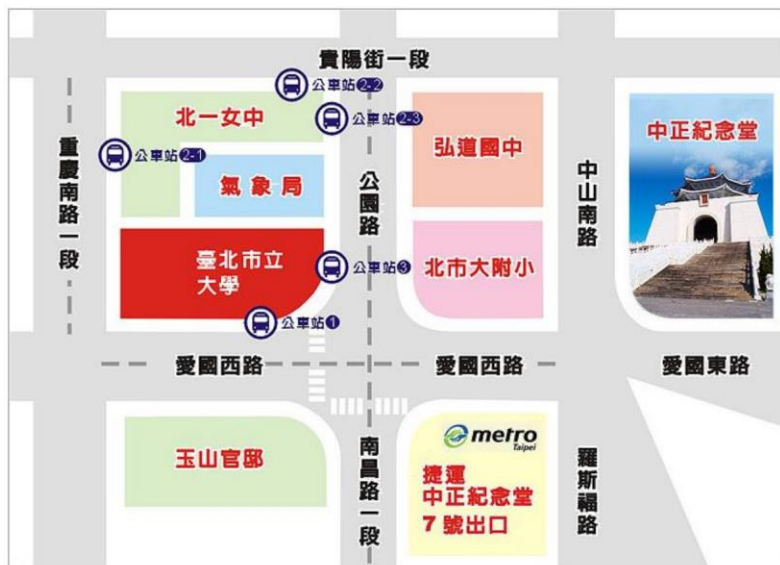 貴陽街一段
公車站2-2
北一女中
公車站2-3
弘道國中
中正紀念堂
公車站2-1
重慶南路一段
氣象局
公園路
中山南路
臺北市立
大學
公車站3
北市大附小
公車站1
愛國西路
愛國西路
愛國東路
玉山官邸
南昌路一段
metro
Taipei
捷運
中正紀念堂
7號出口
羅斯福路